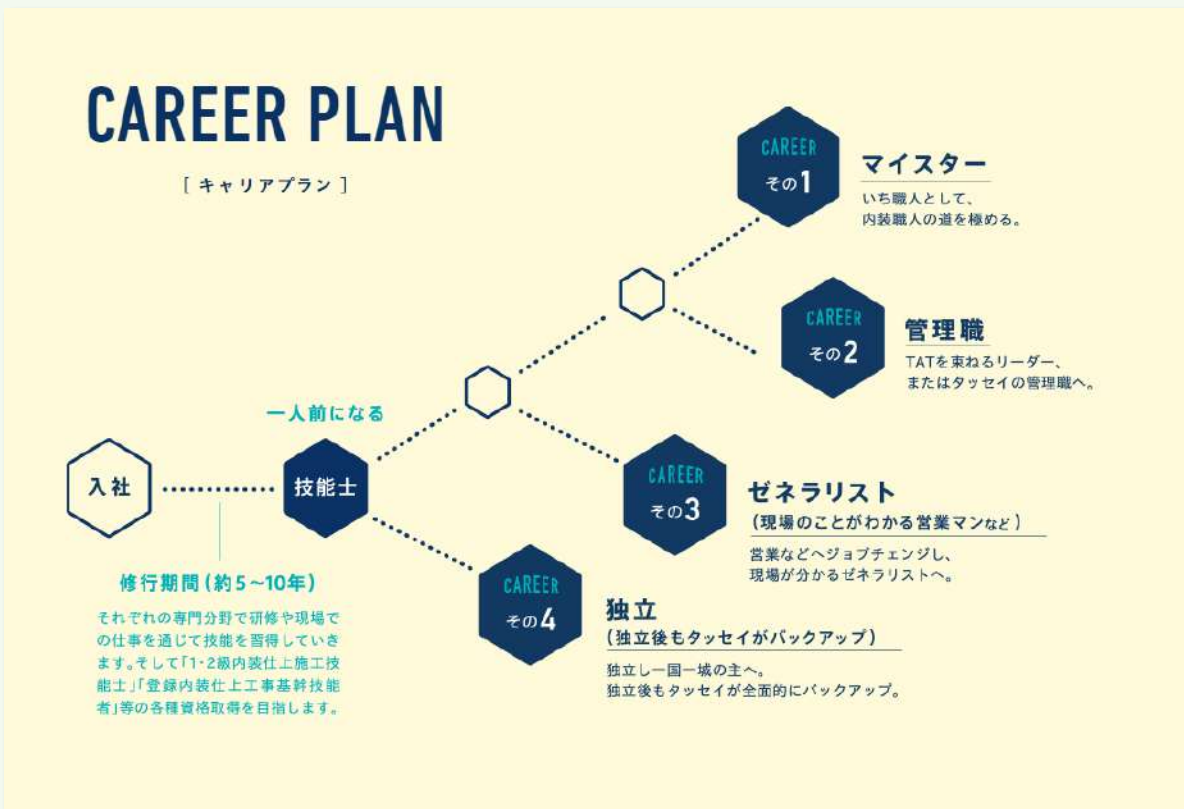 CAREER PLAN
[ キャリアプラン ]
CAREER
その1
マイスター
いち職人として、
内装職人の道を極める。
CAREER
その2
管理職
TATを束ねるリーダー、
またはタッセイの管理職へ。
一人前になる
入社
技能士
CAREER
その3
ゼネラリスト
(現場のことがわかる営業マンなど)
営業などへジョブチェンジし、
現場が分かるゼネラリストへ。
修行期間(約5~10年)
それぞれの専門分野で研修や現場で
の仕事を通じて技能を習得していき
ます。そして「1・2級内装仕上施工技
能士」「登録内装仕上工事基幹技能
者」等の各種資格取得を目指します。
CAREER
その4
独立
(独立後もタッセイがバックアップ)
独立し一国一城の主へ。
独立後もタッセイが全面的にバックアップ。